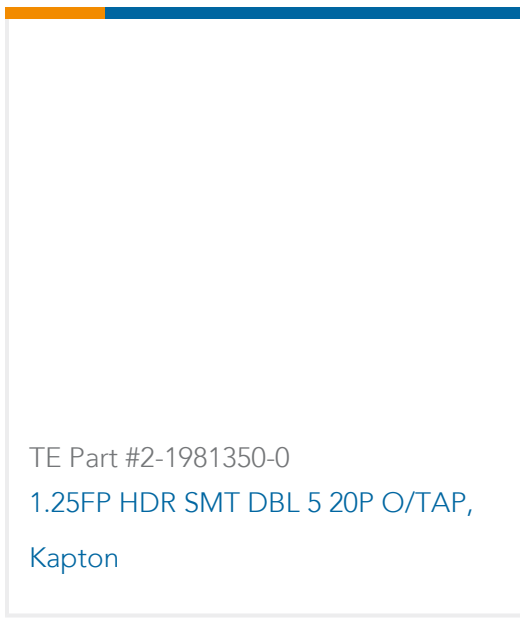 TE Part #2-1981350-0
1.25FP HDR SMT DBL 5 20P O/TAP,
Kapton